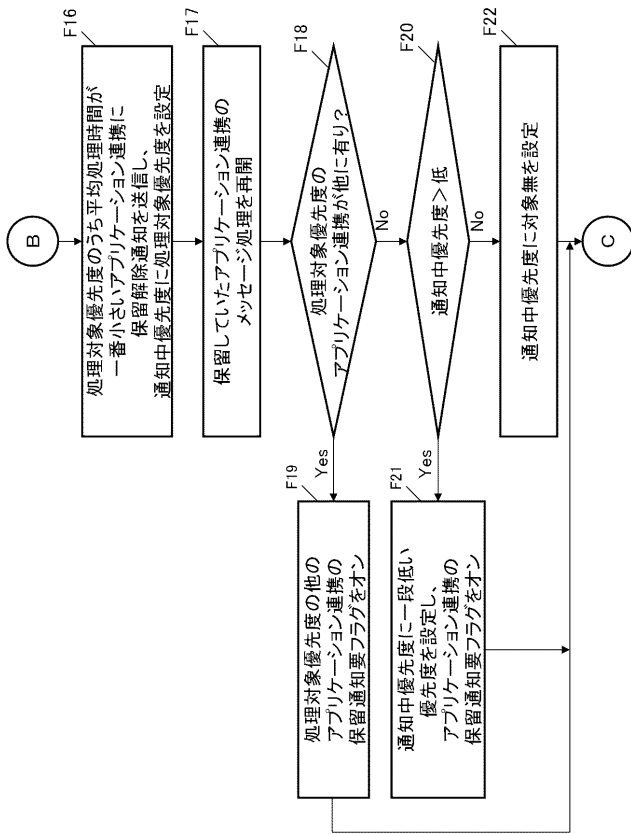 B
F16
処理対象優先度のうち平均処理時間が
一番小さいアプリケーション連携に
保留解除通知を送信し、
通知中優先度に処理対象優先度を設定
F17
保留していたアプリケーション連携の
メッセージ処理を再開
F18
処理対象優先度の
アプリケーション連携が他に有り?
Yes
No
F19
処理対象優先度の他の
アプリケーション連携の
保留通知要フラグをオン
F20
通知中優先度>低
Yes
No
F21
通知中優先度に一段低い
優先度を設定し、
アプリケーション連携の
保留通知要フラグをオン
F22
通知中優先度に対象無を設定
C